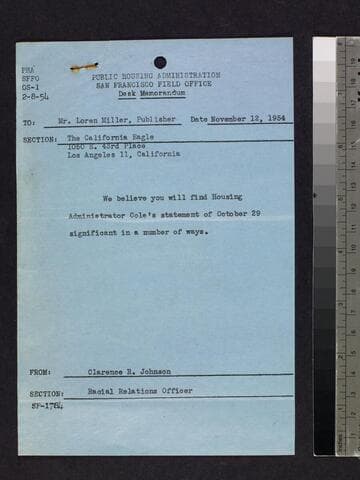 PHA
SFFO
OS-1
2-8-54
PUBLIC HOUSING ADMINISTRATION
SAN FRANCISCO FIELD OFFICE
Desk Memorandum
TO: Mr. Loren Miller, Publisher Date November 12, 1954
SECTION: The California Eagle
1050 E. 43rd Place
Los Angeles 11, California
We believe you will find Housing
Administrator Cole's statement of October 29
significant in a number of ways.
FROM: Clarence R. Johnson
SECTION: Racial Relations Officer
SF-1784